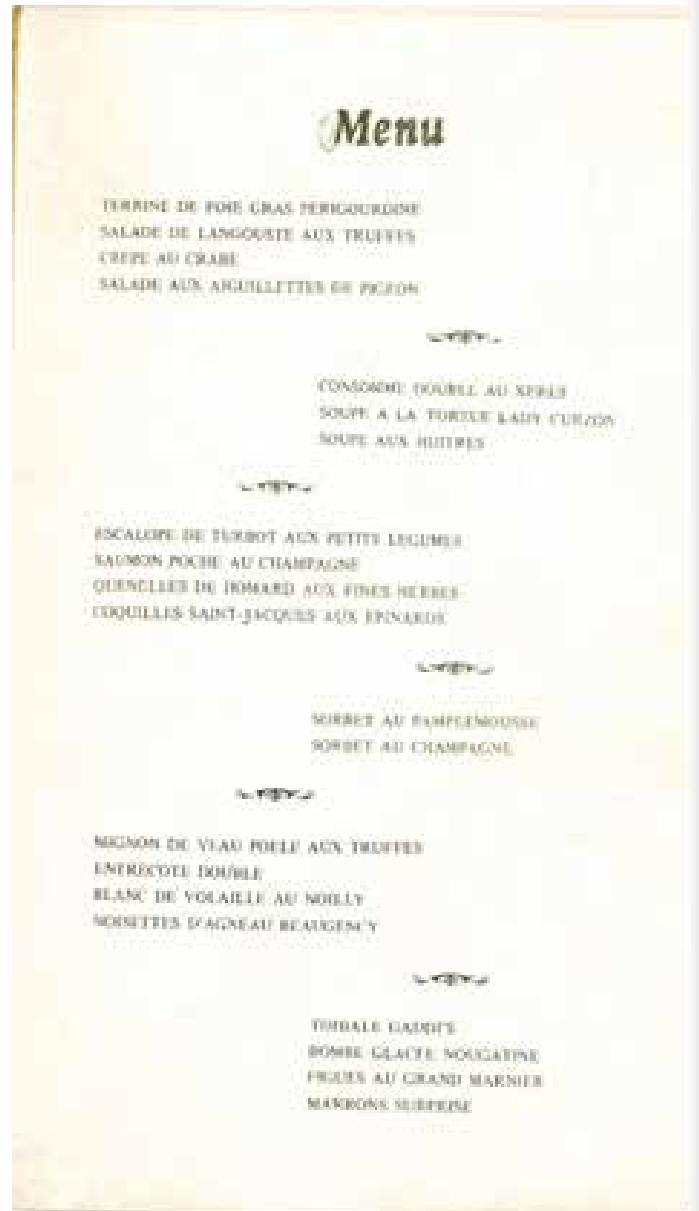 Menu
TERRINE DE FOIE GRAS PERIGOURDINE
SALADE DE LANGOUSTE AUX TRUFFES
CREPE AU CRABE
SALADE AUX AIGUILLETTES DE PIGEON
CONSOMME DOUBLE AU XERES
SOUPE A LA TORTUE LADY CURZON
SOUPE AUX HUITRES
ESCALOPE DE TURBOT AUX PETITS LEGUMES
SAUMON POCHE AU CHAMPAGNE
QUENELLES DE HOMARD AUX FINES HERBES
COQUILLES SAINT-JACQUES AUX EPINARDS
SORBET AU PAMPLEMOUSSE
SORBET AU CHAMPAGNE
MIGNON DE VEAU POELE AUX TRUFFES
ENTRECOTE DOUBLE
BLANC DE VOLAILLE AU NOILLY
NOISETTES D'AGNEAU BEAUGENCY
GADDI'S
BOMBE GLACEE NOUGATINE
FIGUES AU GRAND MARNIER
MARRONS SURPRISE